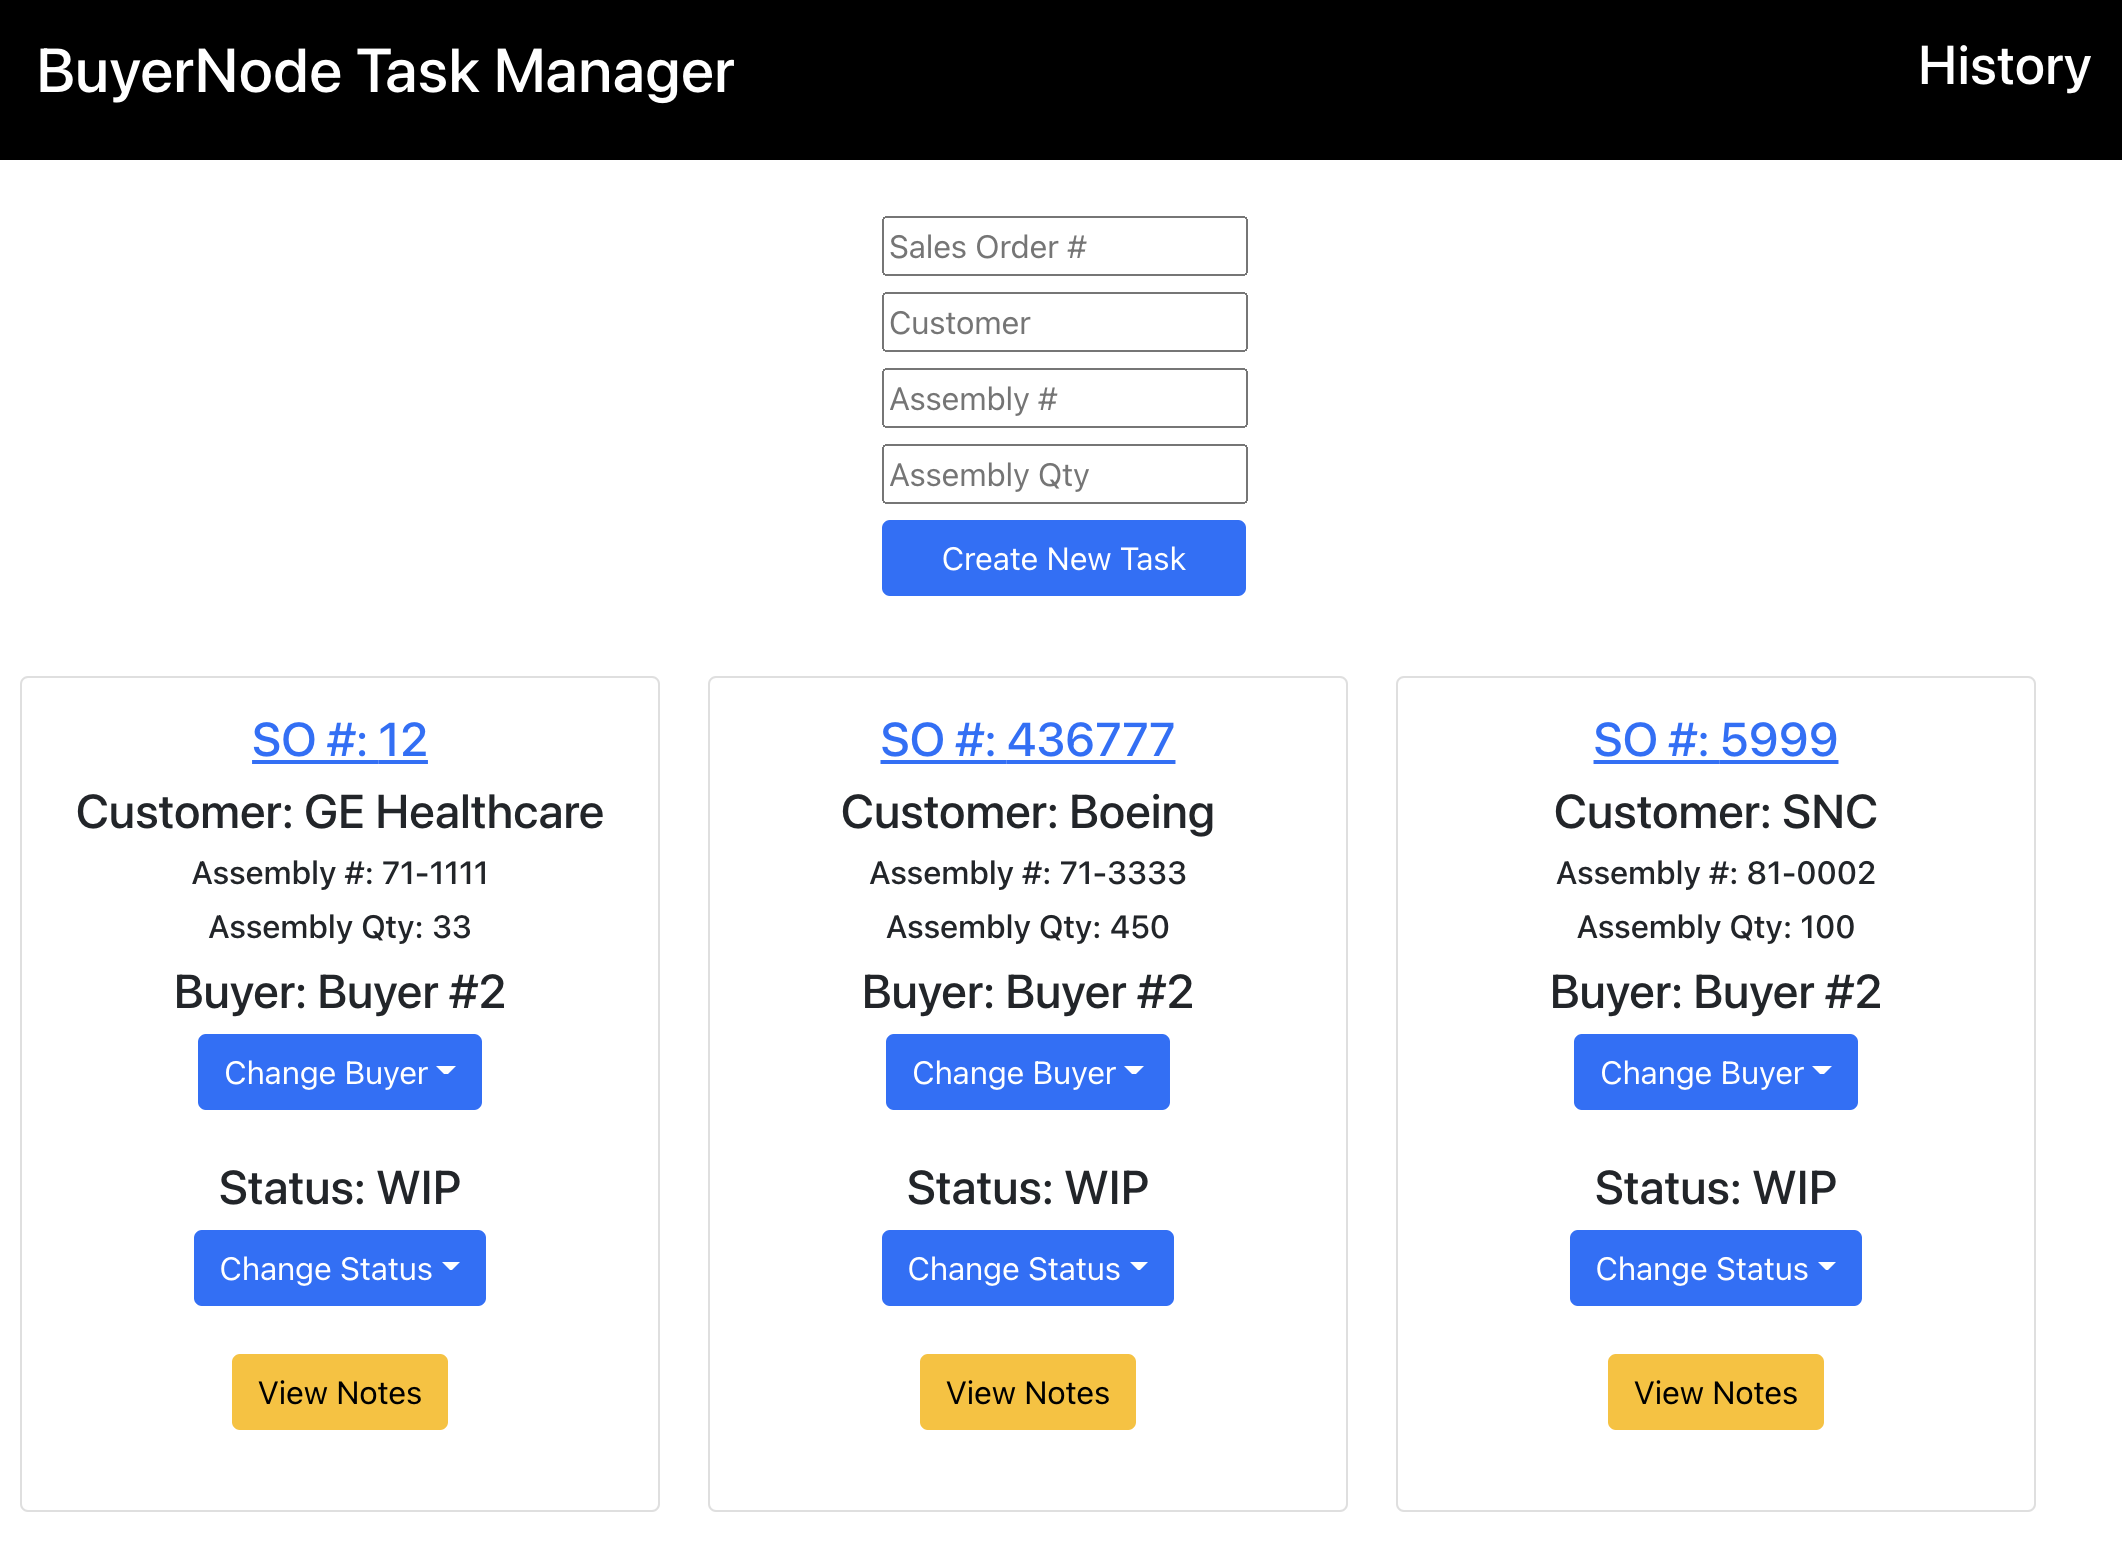 BuyerNode Task Manager
History
Sales Order #
Customer
Assembly #
Assembly Qty
Create New Task
SO #: 12
Customer: GE Healthcare
Assembly #: 71-1111
Assembly Qty: 33
Buyer: Buyer #2
Change Buyer
Status: WIP
Change Status
View Notes
SO #: 436777
Customer: Boeing
Assembly #: 71-3333
Assembly Qty: 450
Buyer: Buyer #2
Change Buyer
Status: WIP
Change Status
View Notes
SO #: 5999
Customer: SNC
Assembly #: 81-0002
Assembly Qty: 100
Buyer: Buyer #2
Change Buyer
Status: WIP
Change Status
View Notes